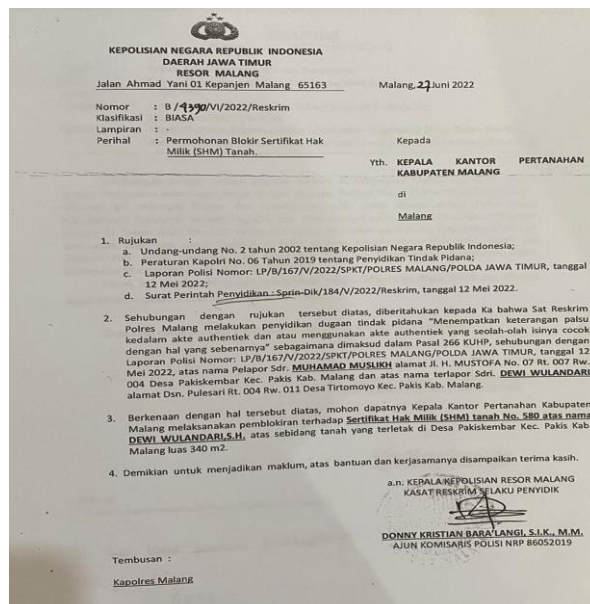 KEPOLISIAN NEGARA REPUBLIK INDONESIA
DAERAH JAWA TIMUR
RESOR MALANG
Jalan Ahmad Yani 01 Kepanjen Malang 65163
Malang, 27 Juni 2022
Nomor : B / 4390/VI/2022/Reskrim
Klasifikasi : BIASA
Lampiran : -
Perihal : Permohonan Blokir Sertifikat Hak
Milik (SHM) Tanah.
Kepada
Yth. KEPALA KANTOR PERTANAHAN
KABUPATEN MALANG
di
Malang
1. Rujukan :
a. Undang-undang No. 2 tahun 2002 tentang Kepolisian Negara Republik Indonesia;
b. Peraturan Kapolri No. 06 Tahun 2019 tentang Penyidikan Tindak Pidana;
c. Laporan Polisi Nomor: LP/B/167/V/2022/SPKT/POLRES MALANG/POLDA JAWA TIMUR, tanggal
12 Mei 2022;
d. Surat Perintah Penyidikan : Sprin-Dik/184/V/2022/Reskrim, tanggal 12 Mei 2022.
2. Sehubungan dengan rujukan tersebut diatas, diberitahukan kepada Ka bahwa Sat Reskrim
Polres Malang melakukan penyidikan dugaan tindak pidana "Menempatkan keterangan palsu
kedalam akte authentiek dan atau menggunakan akte authentiek yang seolah-olah isinya cocok
dengan hal yang sebenarnya" sebagaimana dimaksud dalam Pasal 266 KUHP, sehubungan dengan
Laporan Polisi Nomor: LP/B/167/V/2022/SPKT/POLRES MALANG/POLDA JAWA TIMUR, tanggal 12
Mei 2022, atas nama Pelapor Sdr. MUHAMAD MUSLIKH alamat Jl. H. MUSTOFA No. 07 Rt. 007 Rw.
004 Desa Pakiskembar Kec. Pakis Kab. Malang dan atas nama terlapor Sdri. DEWI WULANDARI
alamat Dsn. Pulesari Rt. 004 Rw. 011 Desa Tirtomoyo Kec. Pakis Kab. Malang.
3. Berkenaan dengan hal tersebut diatas, mohon dapatnya Kepala Kantor Pertanahan Kabupaten
Malang melaksanakan pemblokiran terhadap Sertifikat Hak Milik (SHM) tanah No. 580 atas nama
DEWI WULANDARI,S.H. atas sebidang tanah yang terletak di Desa Pakiskembar Kec. Pakis Kab
Malang luas 340 m2.
4. Demikian untuk menjadikan maklum, atas bantuan dan kerjasamanya disampaikan terima kasih.
a.n. KEPALA KEPOLISIAN RESOR MALANG
KASAT RESKRIM SELAKU PENYIDIK
DONNY KRISTIAN BARA'LANGI, S.I.K., M.M.
AJUN KOMISARIS POLISI NRP 86052019
Tembusan :
Kapolres Malang